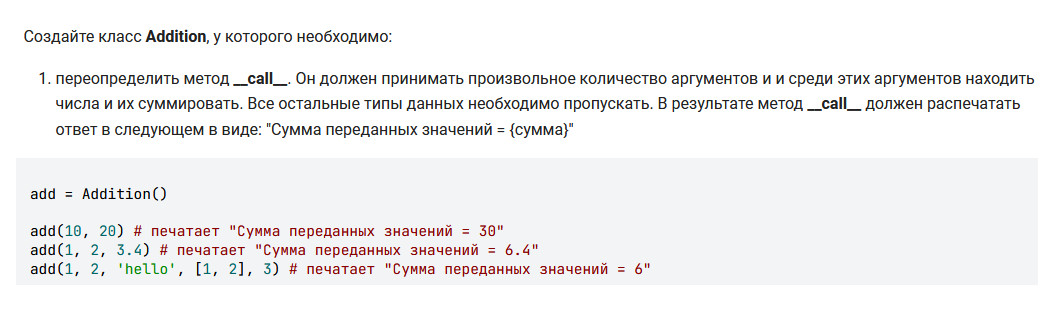 Создайте класс Addition, у которого необходимо:
1. переопределить метод __call__. Он должен принимать произвольное количество аргументов и и среди этих аргументов находить
числа и их суммировать. Все остальные типы данных необходимо пропускать. В результате метод __call__ должен распечатать
ответ в следующем в виде: "Сумма переданных значений = {сумма}"
add = Addition()
add(10, 20) # печатает "Сумма переданных значений = 30"
add(1, 2, 3.4) # печатает "Сумма переданных значений = 6.4"
add(1, 2, 'hello', [1, 2], 3) # печатает "Сумма переданных значений = 6"